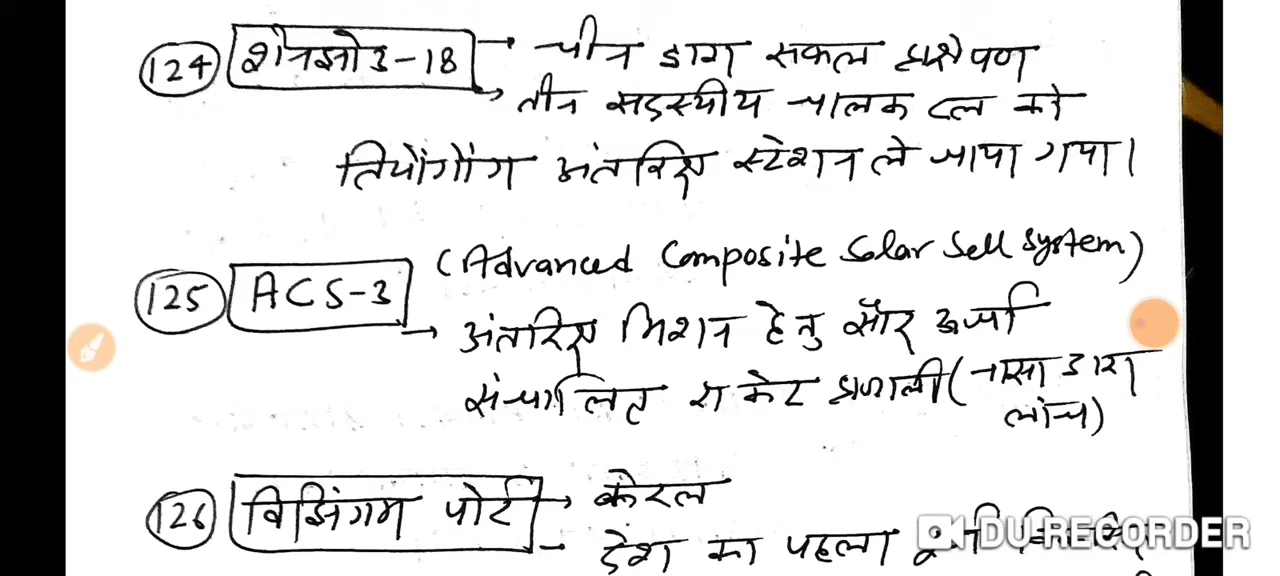 124 शेनझोउ-18 → चीन द्वारा सफल प्रक्षेपण
→ तीन सदस्यीय चालक दल को
तियोंगोंग अंतरिक्ष स्टेशन ले जाया गया।
(Advanced Composite Solar Sell System)
125 ACS-3
→ अंतरिक्ष मिशन हेतु सौर ऊर्जा
संचालित राकेट प्रणाली (नासा द्वारा
लांच)
126 विझिंगम पोर्ट → केरल
→ देश का पहला
DU RECORDER